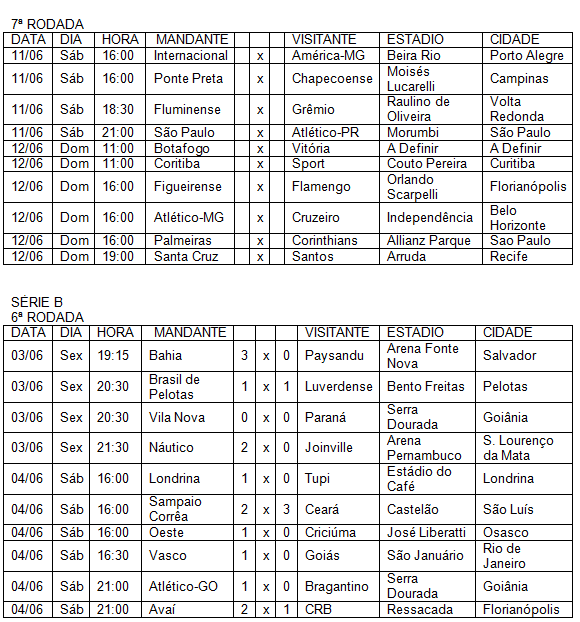 7ª RODADA
DATA DIA HORA MANDANTE VISITANTE ESTADIO CIDADE
11/06 Sáb 16:00 Internacional x América-MG Beira Rio Porto Alegre
11/06 Sáb 16:00 Ponte Preta x Chapecoense Moisés Lucarelli Campinas
11/06 Sáb 18:30 Fluminense x Grêmio Raulino de Oliveira Volta Redonda
11/06 Sáb 21:00 São Paulo x Atlético-PR Morumbi São Paulo
12/06 Dom 11:00 Botafogo x Vitória A Definir A Definir
12/06 Dom 11:00 Coritiba x Sport Couto Pereira Curitiba
12/06 Dom 16:00 Figueirense x Flamengo Orlando Scarpelli Florianópolis
12/06 Dom 16:00 Atlético-MG x Cruzeiro Independência Belo Horizonte
12/06 Dom 16:00 Palmeiras x Corinthians Allianz Parque Sao Paulo
12/06 Dom 19:00 Santa Cruz x Santos Arruda Recife
SÉRIE B
6ª RODADA
DATA DIA HORA MANDANTE VISITANTE ESTADIO CIDADE
03/06 Sex 19:15 Bahia 3 x 0 Paysandu Arena Fonte Nova Salvador
03/06 Sex 20:30 Brasil de Pelotas 1 x 1 Luverdense Bento Freitas Pelotas
03/06 Sex 20:30 Vila Nova 0 x 0 Paraná Serra Dourada Goiânia
03/06 Sex 21:30 Náutico 2 x 0 Joinville Arena Pernambuco S. Lourenço da Mata
04/06 Sáb 16:00 Londrina 1 x 0 Tupi Estádio do Café Londrina
04/06 Sáb 16:00 Sampaio Corrêa 2 x 3 Ceará Castelão São Luís
04/06 Sáb 16:00 Oeste 1 x 0 Criciúma José Liberatti Osasco
04/06 Sáb 16:30 Vasco 1 x 0 Goiás São Januário Rio de Janeiro
04/06 Sáb 21:00 Atlético-GO 1 x 0 Bragantino Serra Dourada Goiânia
04/06 Sáb 21:00 Avaí 2 x 1 CRB Ressacada Florianópolis